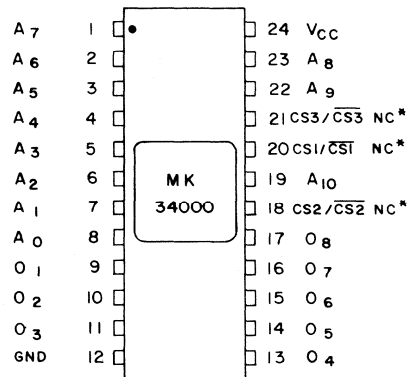 A7 1 24 VCC
A6 2 23 A8
A5 3 22 A9
A4 4 21 CS3/CS3 NC*
A3 5 20 CS1/CS1 NC*
A2 6 MK 19 A10
A1 7 34000 18 CS2/CS2 NC*
A0 8 17 O8
O1 9 16 O7
O2 10 15 O6
O3 11 14 O5
GND 12 13 O4